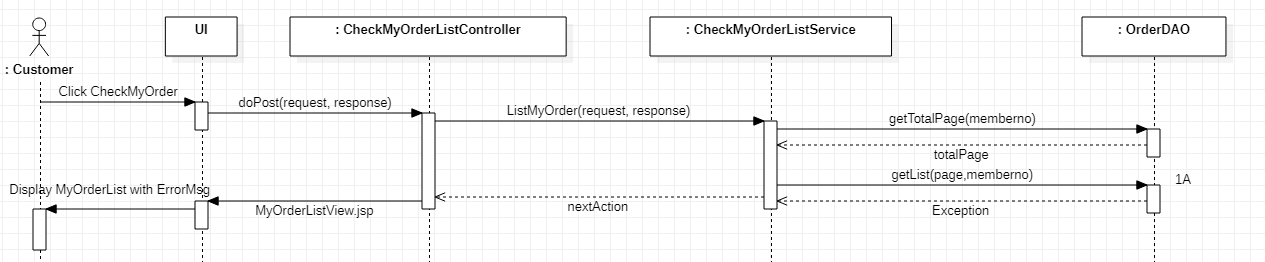 UI
: CheckMyOrderListController
: CheckMyOrderListService
: OrderDAO
: Customer
Click CheckMyOrder
doPost(request, response)
ListMyOrder(request, response)
getTotalPage(memberno)
totalPage
getList(page,memberno)
1A
Display MyOrderList with ErrorMsg
MyOrderListView.jsp
nextAction
Exception